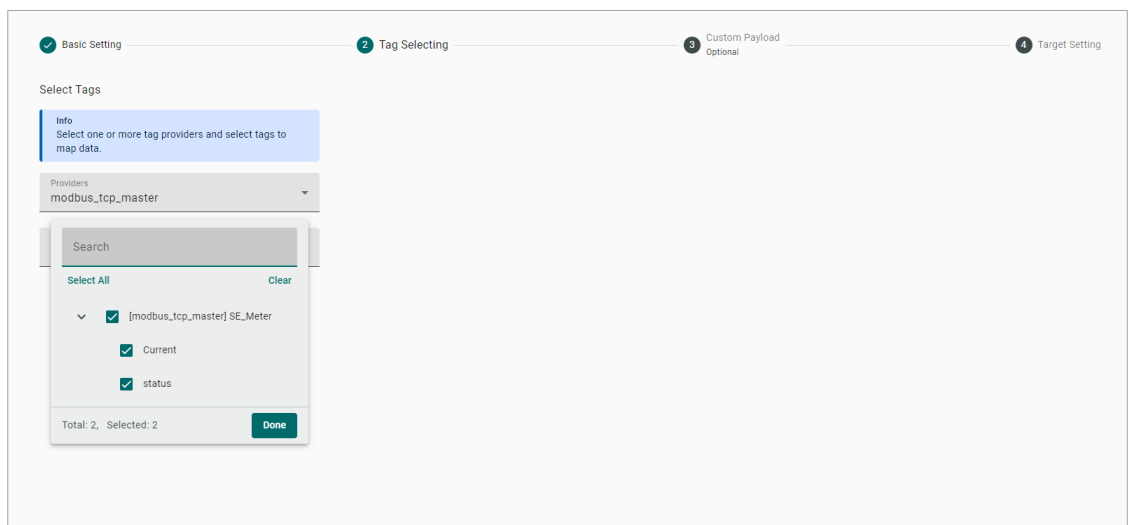 Basic Setting
2 Tag Selecting
3 Custom Payload
Optional
4 Target Setting
Select Tags
Info
Select one or more tag providers and select tags to
map data.
Providers
modbus_tcp_master
Search
Select All Clear
[modbus_tcp_master] SE_Meter
Current
status
Total: 2, Selected: 2 Done